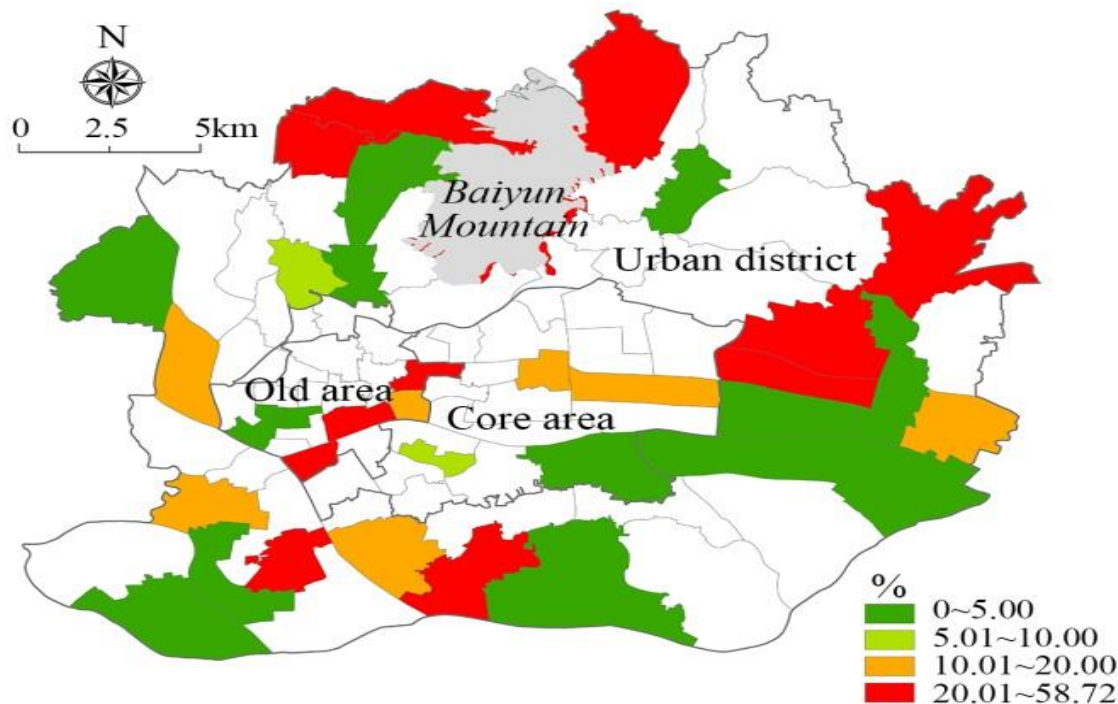 N
0 2.5 5km
Baiyun
Mountain
Urban district
Old area
Core area
%
0~5.00
5.01~10.00
10.01~20.00
20.01~58.72